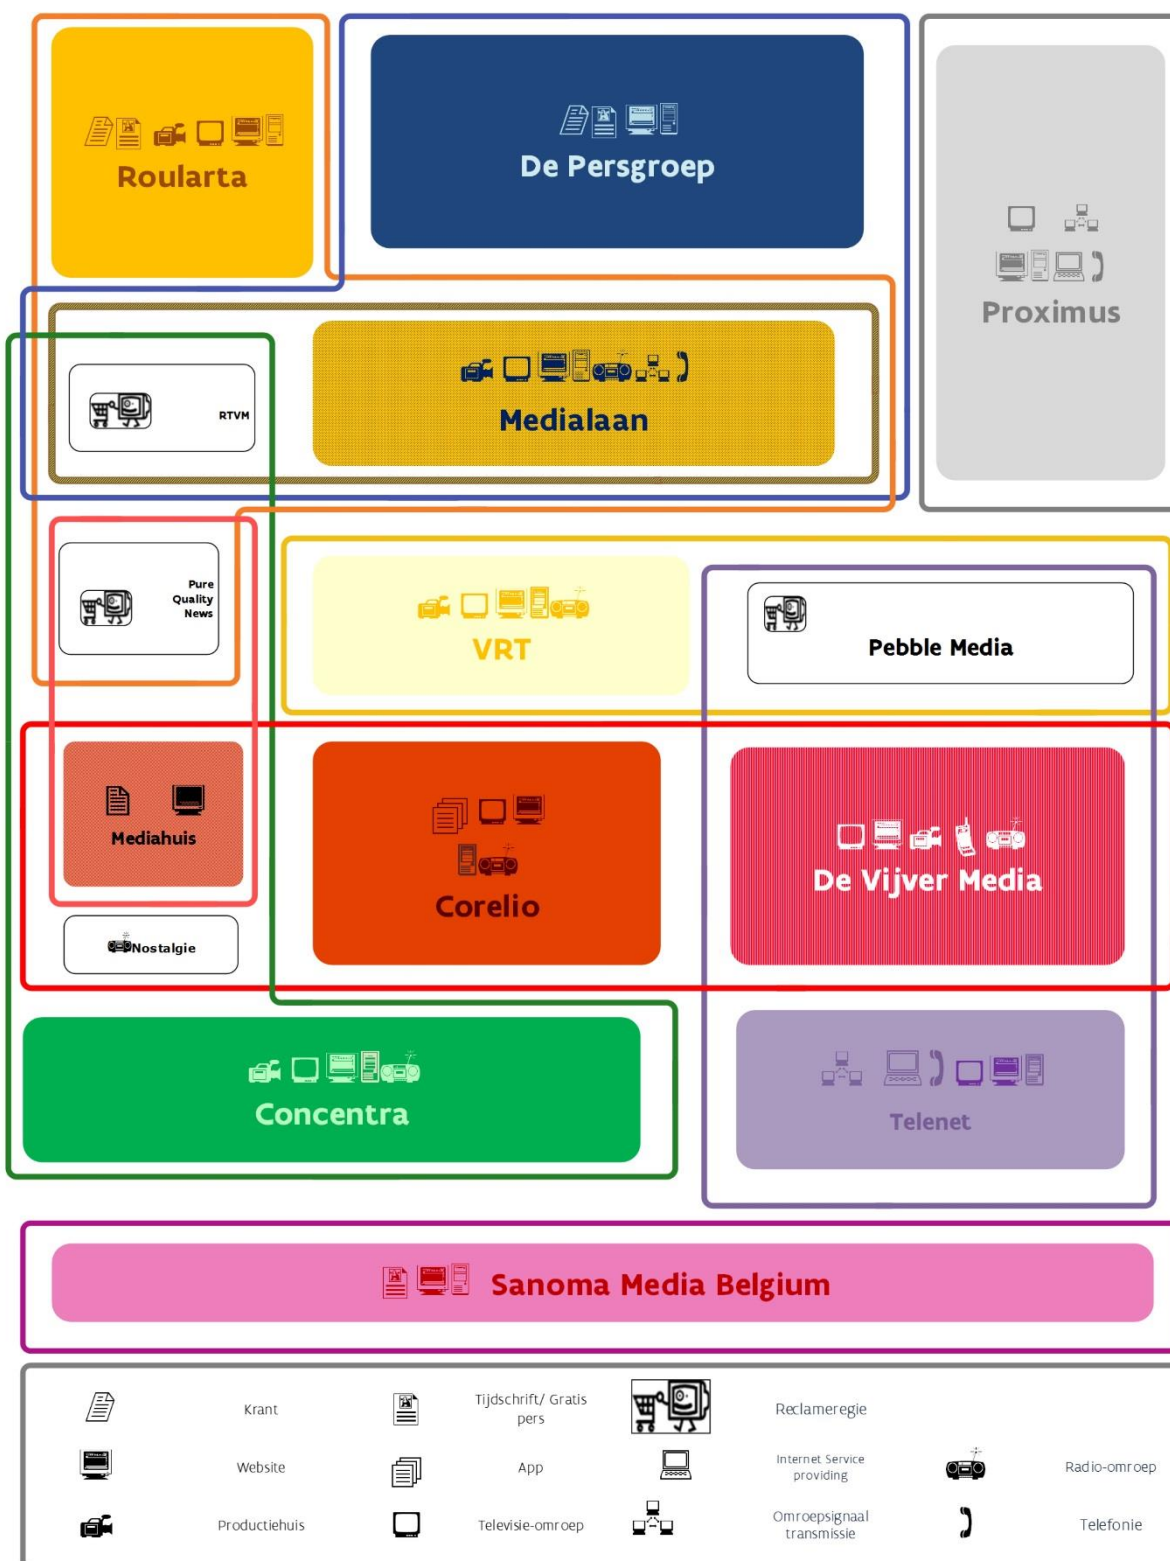 Roularta
De Persgroep
Proximus
RTVM
Medialaan
Pure
Quality
News
VRT
Pebble Media
Mediahuis
Corelio
De Vijver Media
Nostalgie
Concentra
Telenet
Sanoma Media Belgium
Krant
Tijdschrift/ Gratis
pers
Reclameregie
Website
App
Internet Service
providing
Radio-omroep
Productiehuis
Televisie-omroep
Omroepsignaal
transmissie
Telefonie